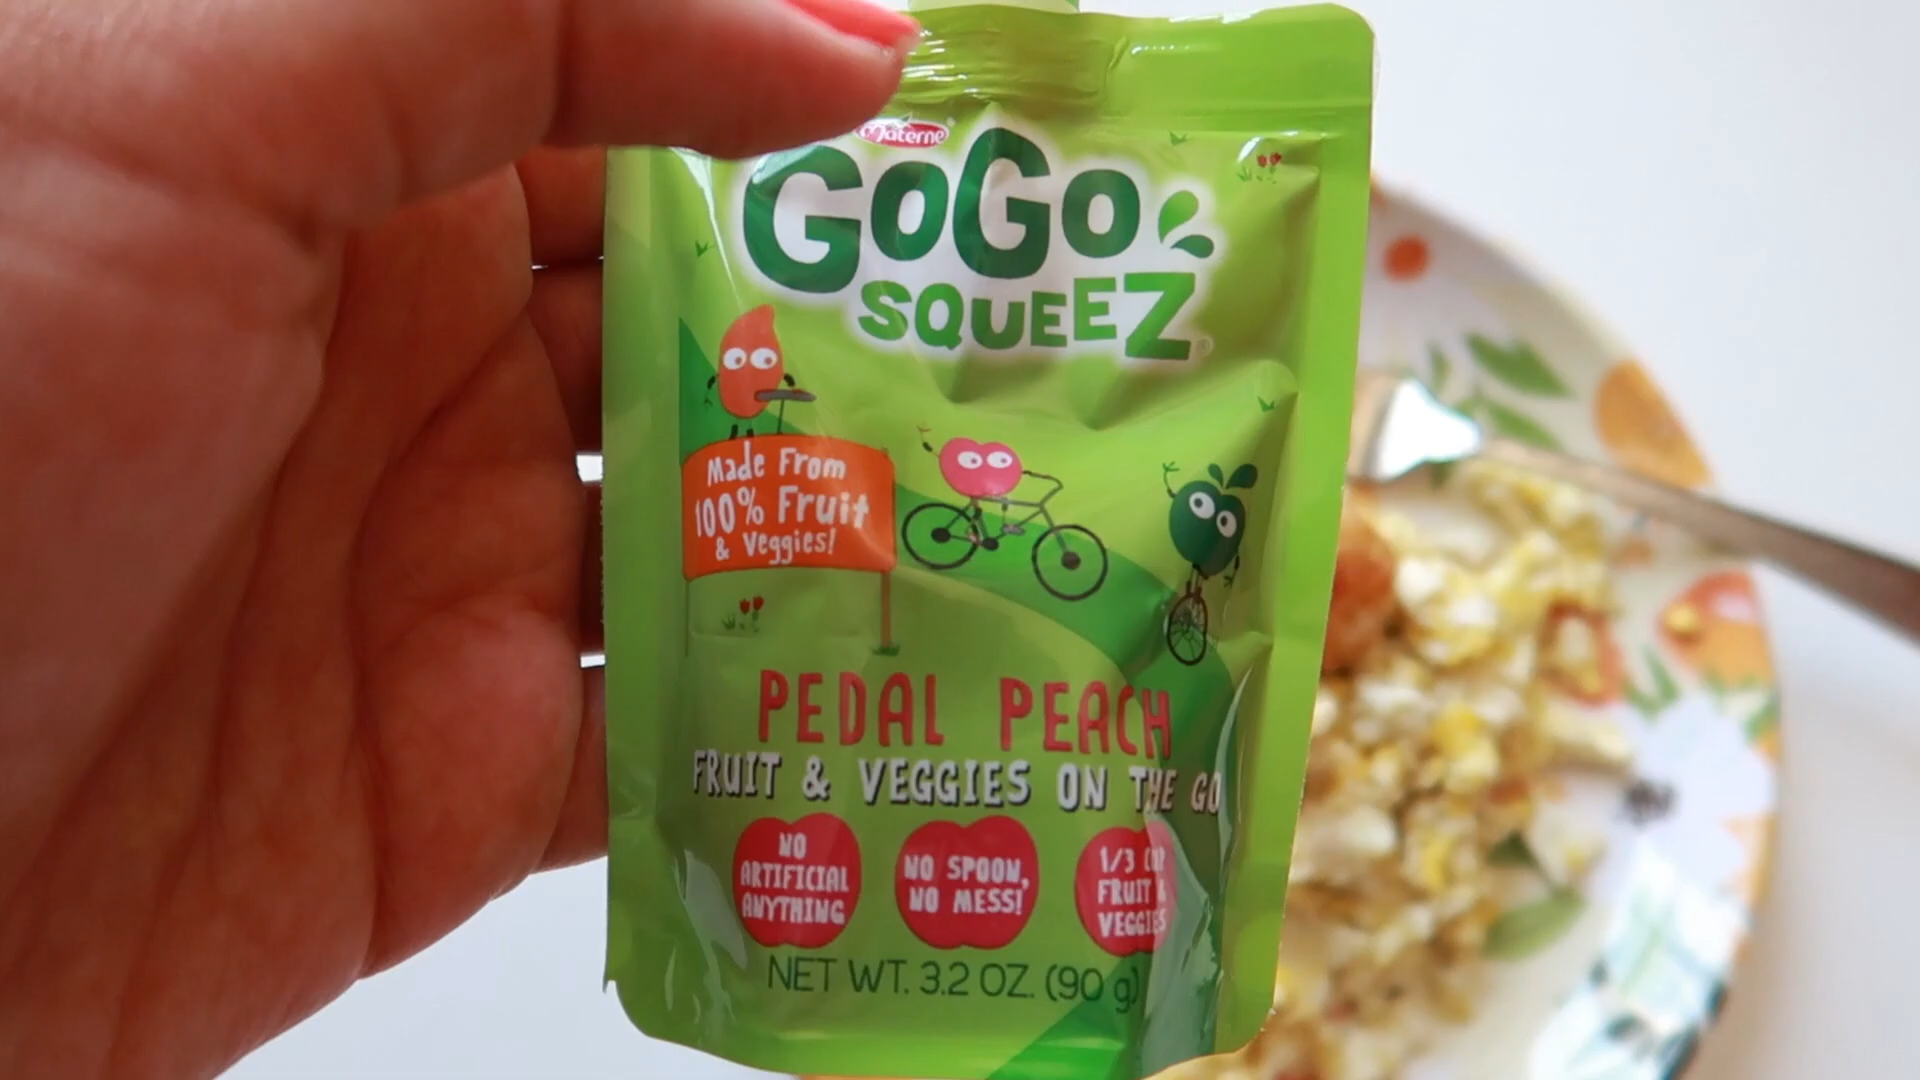 Materne
GOGO
SQUEEZ
Made From
100% Fruit
& Veggies!
PEDAL PEACH
FRUIT & VEGGIES ON THE GO
NO
ARTIFICIAL
ANYTHING
NO SPOON,
NO MESS!
1/3 CUP
FRUIT &
VEGGIES
NET WT. 3.2 OZ. (90 g)